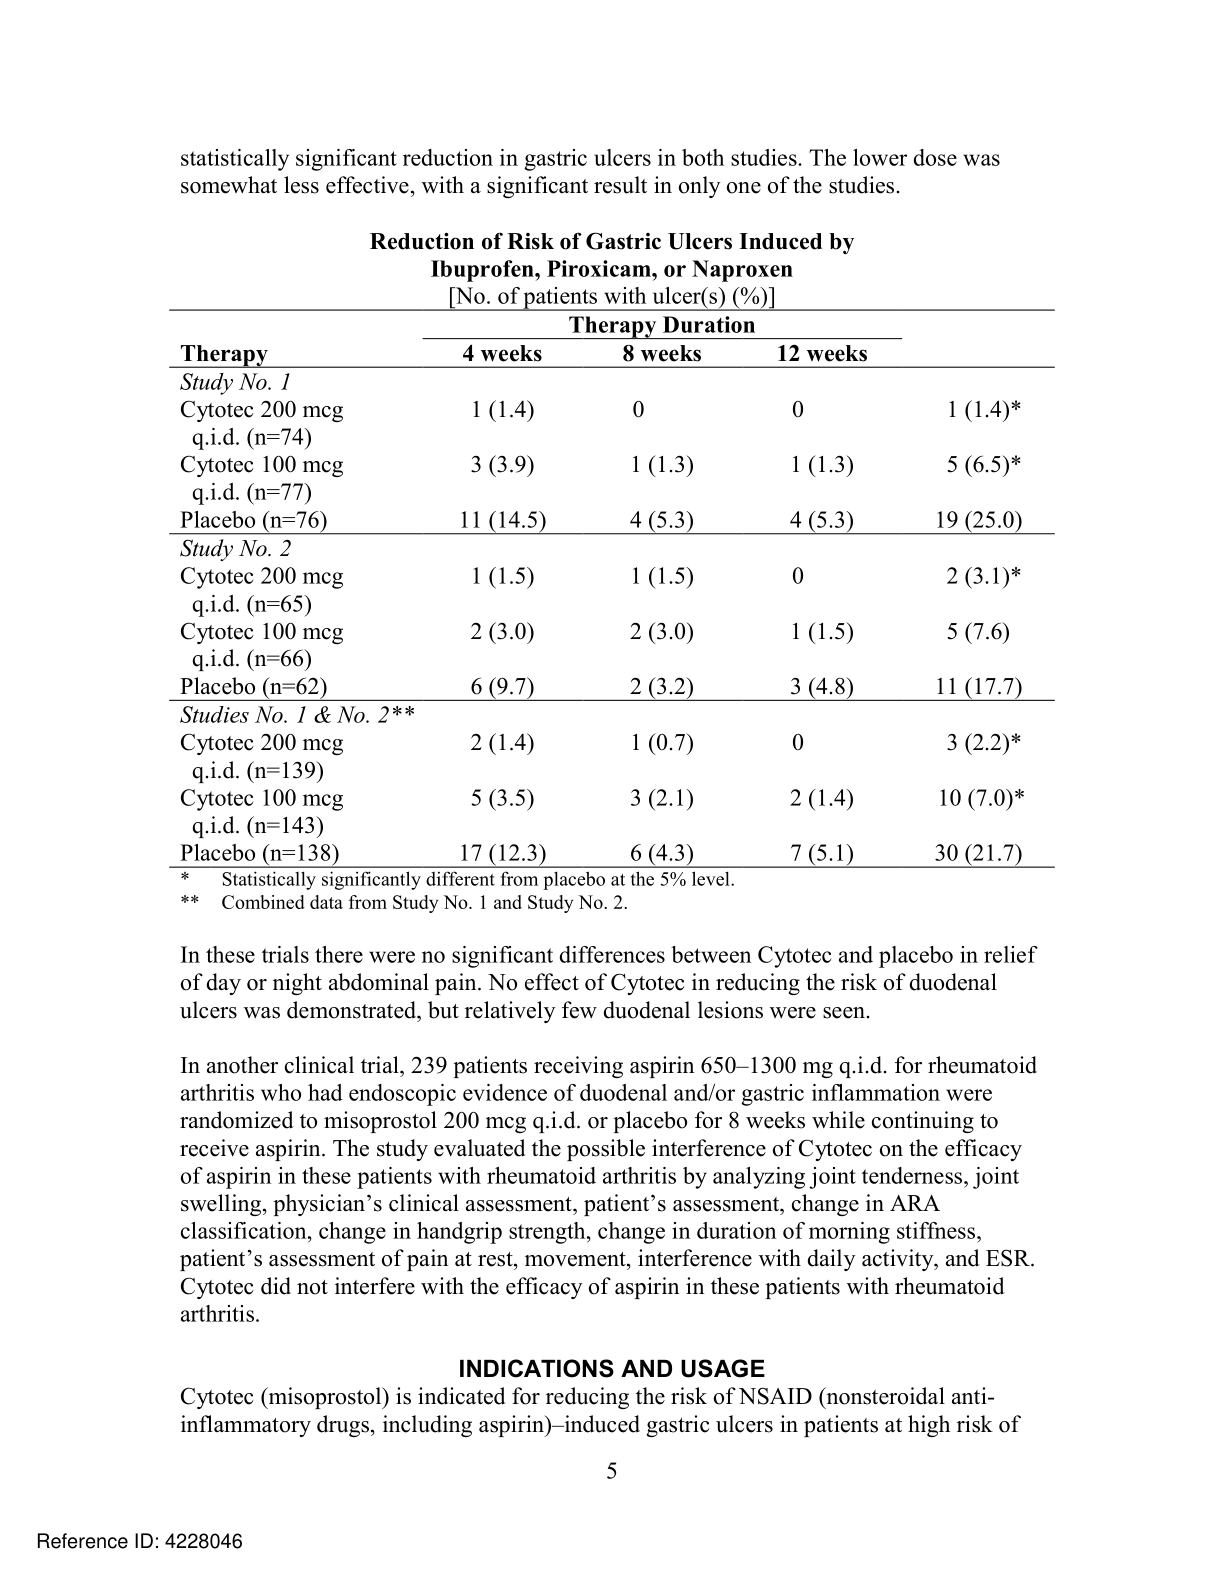 statistically significant reduction in gastric ulcers in both studies. The lower dose was
somewhat less effective, with a significant result in only one of the studies.
Reduction of Risk of Gastric Ulcers Induced by
Ibuprofen, Piroxicam, or Naproxen
[No. of patients with ulcer(s) (%)]
Therapy Duration
Therapy 4 weeks 8 weeks 12 weeks
Study No. 1
Cytotec 200 mcg 1 (1.4) 0 0 1 (1.4)*
q.i.d. (n=74)
Cytotec 100 mcg 3 (3.9) 1 (1.3) 1 (1.3) 5 (6.5)*
q.i.d. (n=77)
Placebo (n=76) 11 (14.5) 4 (5.3) 4 (5.3) 19 (25.0)
Study No. 2
Cytotec 200 mcg 1 (1.5) 1 (1.5) 0 2 (3.1)*
q.i.d. (n=65)
Cytotec 100 mcg 2 (3.0) 2 (3.0) 1 (1.5) 5 (7.6)
q.i.d. (n=66)
Placebo (n=62) 6 (9.7) 2 (3.2) 3 (4.8) 11 (17.7)
Studies No. 1 & No. 2**
Cytotec 200 mcg 2 (1.4) 1 (0.7) 0 3 (2.2)*
q.i.d. (n=139)
Cytotec 100 mcg 5 (3.5) 3 (2.1) 2 (1.4) 10 (7.0)*
q.i.d. (n=143)
Placebo (n=138) 17 (12.3) 6 (4.3) 7 (5.1) 30 (21.7)
* Statistically significantly different from placebo at the 5% level.
** Combined data from Study No. 1 and Study No. 2.
In these trials there were no significant differences between Cytotec and placebo in relief
of day or night abdominal pain. No effect of Cytotec in reducing the risk of duodenal
ulcers was demonstrated, but relatively few duodenal lesions were seen.
In another clinical trial, 239 patients receiving aspirin 650–1300 mg q.i.d. for rheumatoid
arthritis who had endoscopic evidence of duodenal and/or gastric inflammation were
randomized to misoprostol 200 mcg q.i.d. or placebo for 8 weeks while continuing to
receive aspirin. The study evaluated the possible interference of Cytotec on the efficacy
of aspirin in these patients with rheumatoid arthritis by analyzing joint tenderness, joint
swelling, physician’s clinical assessment, patient’s assessment, change in ARA
classification, change in handgrip strength, change in duration of morning stiffness,
patient’s assessment of pain at rest, movement, interference with daily activity, and ESR.
Cytotec did not interfere with the efficacy of aspirin in these patients with rheumatoid
arthritis.
INDICATIONS AND USAGE
Cytotec (misoprostol) is indicated for reducing the risk of NSAID (nonsteroidal anti-
inflammatory drugs, including aspirin)–induced gastric ulcers in patients at high risk of
5
Reference ID: 4228046